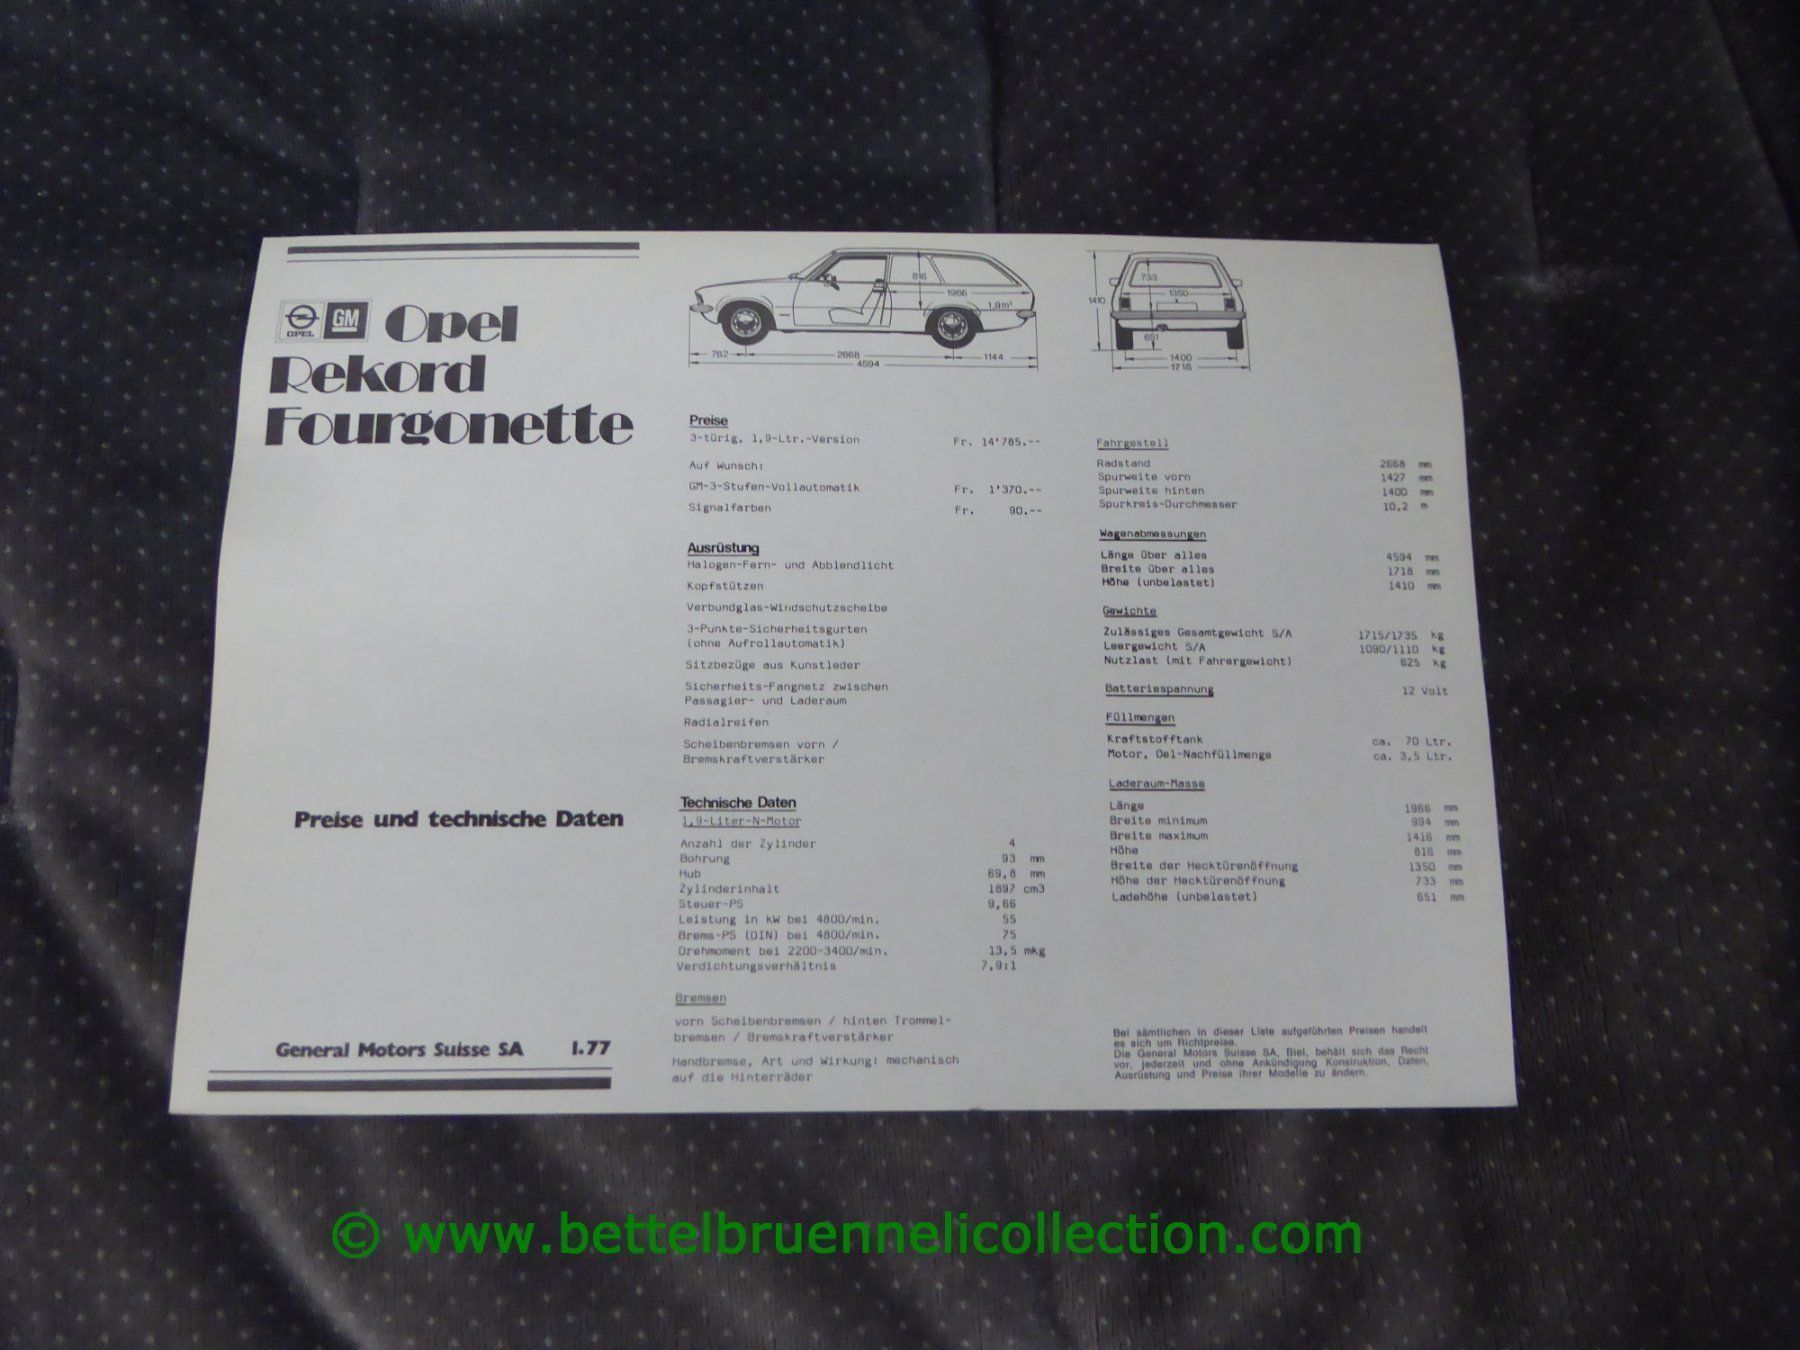 OPEL
GM
Opel
Rekord
Fourgonette
Preise und technische Daten
General Motors Suisse SA 1.77
818
1966
1,9m³
782
2668
1144
4594
733
1410
1350
651
1400
1718
Preise
3-türig, 1,9-Ltr.-Version Fr. 14'785.--
Auf Wunsch:
GM-3-Stufen-Vollautomatik Fr. 1'370.--
Signalfarben Fr. 90.--
Ausrüstung
Halogen-Fern- und Abblendlicht
Kopfstützen
Verbundglas-Windschutzscheibe
3-Punkte-Sicherheitsgurten
(ohne Aufrollautomatik)
Sitzbezüge aus Kunstleder
Sicherheits-Fangnetz zwischen
Passagier- und Laderaum
Radialreifen
Scheibenbremsen vorn /
Bremskraftverstärker
Technische Daten
1,9-Liter-N-Motor
Anzahl der Zylinder 4
Bohrung 93 mm
Hub 69,8 mm
Zylinderinhalt 1897 cm3
Steuer-PS 9,66
Leistung in kW bei 4800/min. 55
Brems-PS (DIN) bei 4800/min. 75
Drehmoment bei 2200-3400/min. 13,5 mkg
Verdichtungsverhältnis 7,9:1
Bremsen
vorn Scheibenbremsen / hinten Trommel-
bremsen / Bremskraftverstärker
Handbremse, Art und Wirkung: mechanisch
auf die Hinterräder
Fahrgestell
Radstand 2668 mm
Spurweite vorn 1427 mm
Spurweite hinten 1400 mm
Spurkreis-Durchmesser 10,2 m
Wagenabmessungen
Länge über alles 4594 mm
Breite über alles 1718 mm
Höhe (unbelastet) 1410 mm
Gewichte
Zulässiges Gesamtgewicht S/A 1715/1735 kg
Leergewicht S/A 1090/1110 kg
Nutzlast (mit Fahrergewicht) 625 kg
Batteriespannung 12 Volt
Füllmengen
Kraftstofftank ca. 70 Ltr.
Motor, Oel-Nachfüllmenge ca. 3,5 Ltr.
Laderaum-Masse
Länge 1966 mm
Breite minimum 994 mm
Breite maximum 1418 mm
Höhe 818 mm
Breite der Hecktürenöffnung 1350 mm
Höhe der Hecktürenöffnung 733 mm
Ladehöhe (unbelastet) 651 mm
Bei sämtlichen in dieser Liste aufgeführten Preisen handelt
es sich um Richtpreise.
Die General Motors Suisse SA, Biel, behält sich das Recht
vor, jederzeit und ohne Ankündigung Konstruktion, Daten,
Ausrüstung und Preise ihrer Modelle zu ändern.
© www.bettelbruennelicollection.com